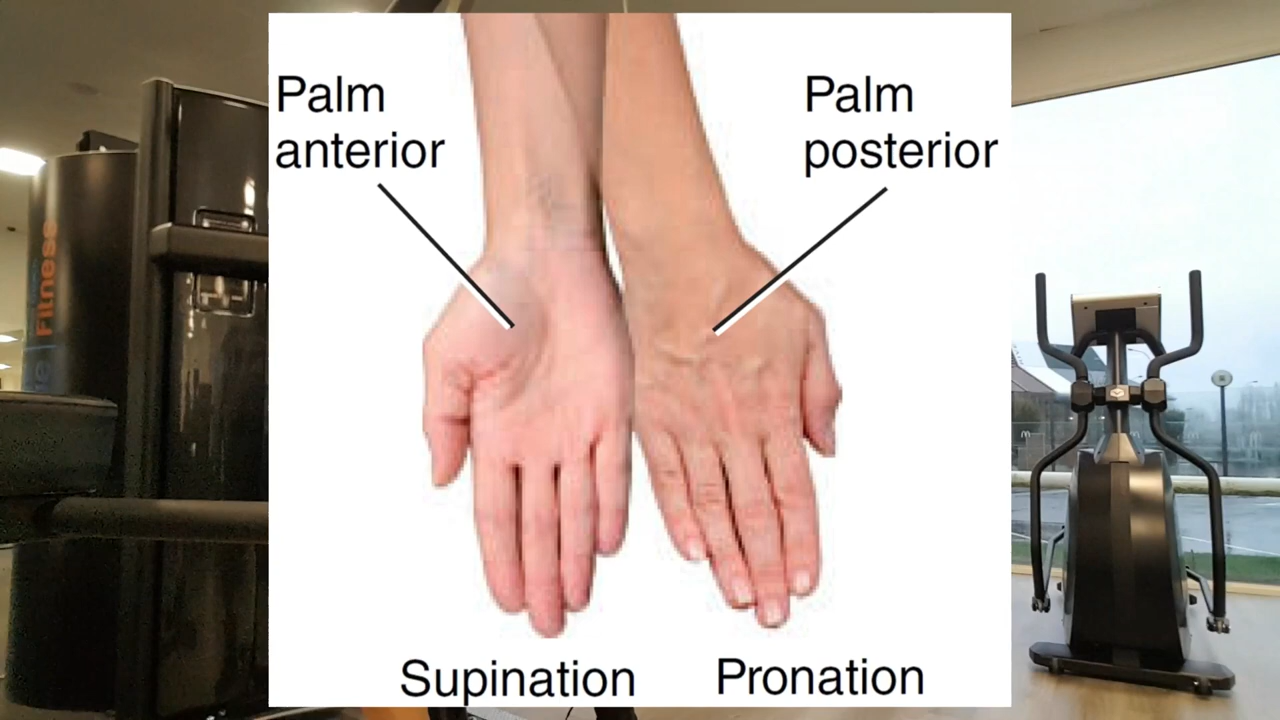 Palm
anterior
Palm
posterior
Supination
Pronation
Fitness